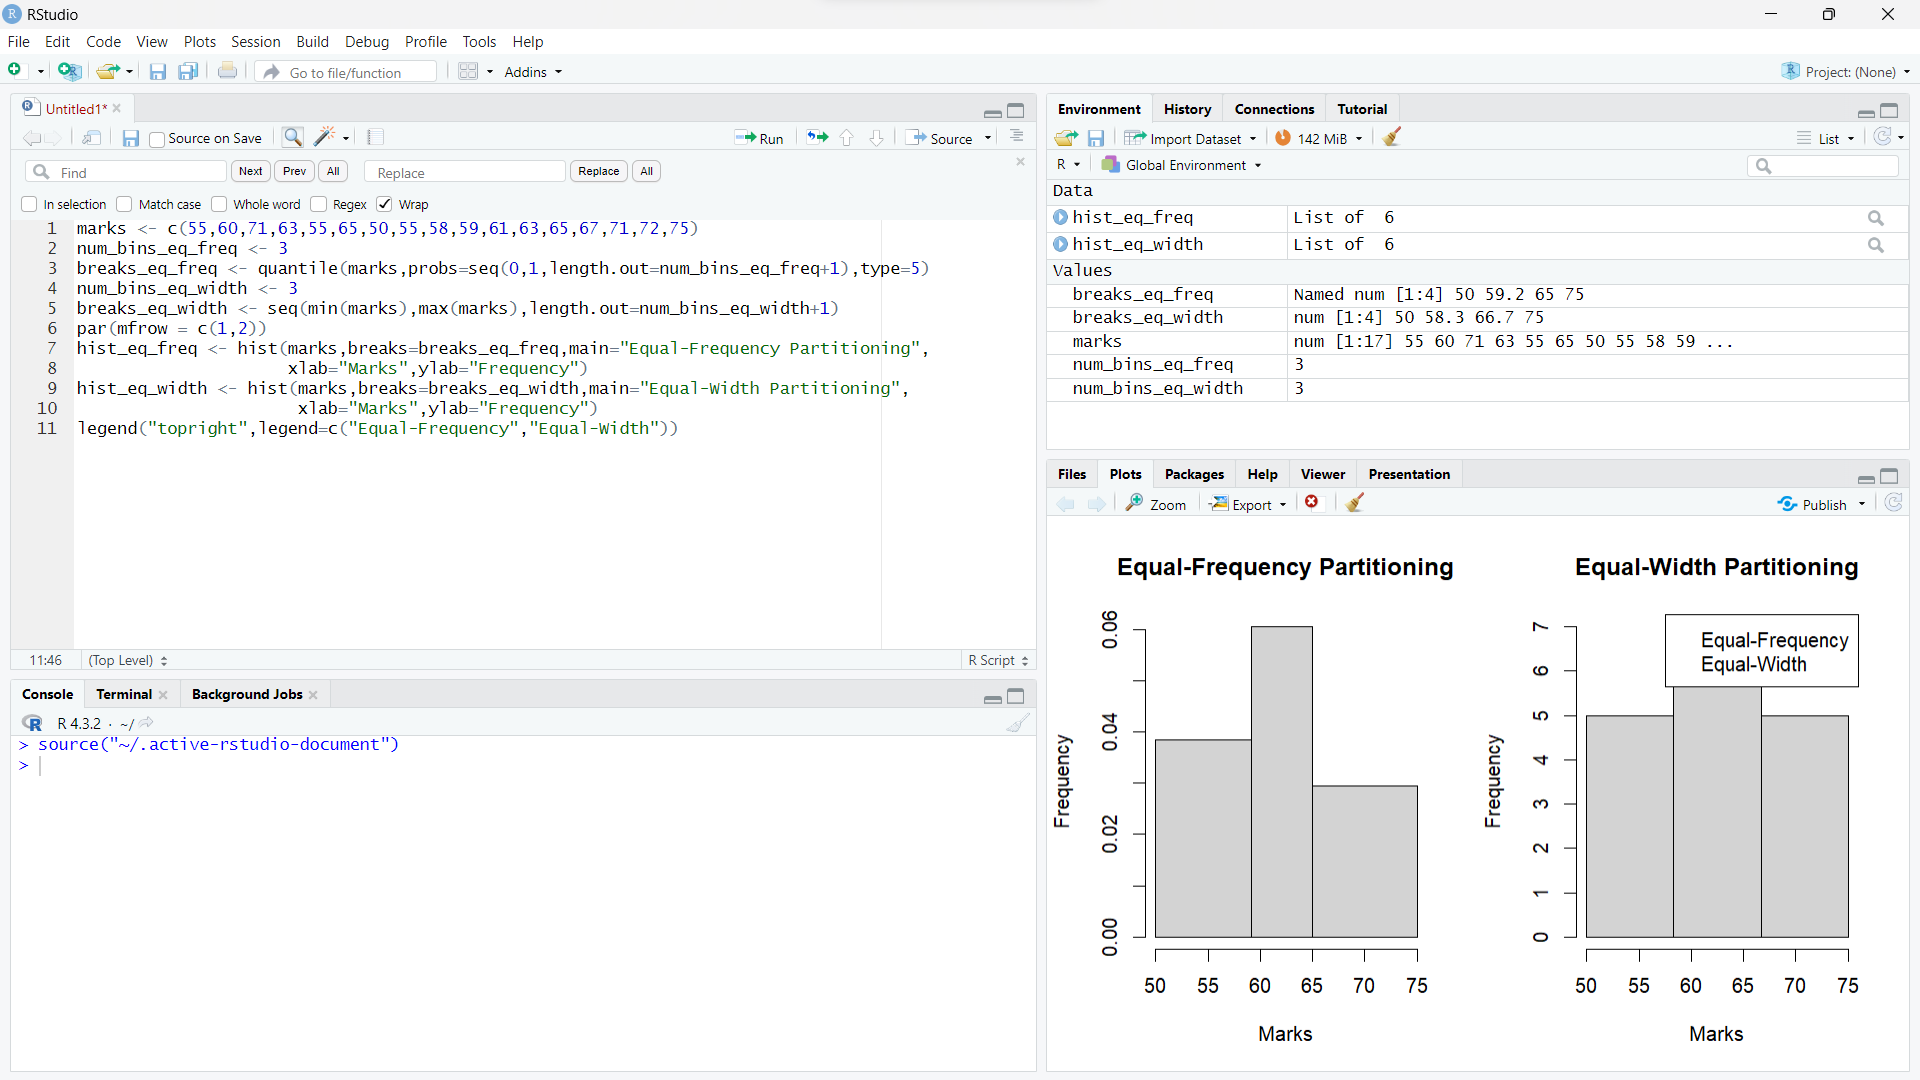 RStudio
File Edit Code View Plots Session Build Debug Profile Tools Help
Go to file/function Addins Project: (None)
Untitled1*
Source on Save Run Source
Find Next Prev All Replace Replace All
In selection Match case Whole word Regex Wrap
1 marks <- c(55,60,71,63,55,65,50,55,58,59,61,63,65,67,71,72,75)
2 num_bins_eq_freq <- 3
3 breaks_eq_freq <- quantile(marks,probs=seq(0,1,length.out=num_bins_eq_freq+1),type=5)
4 num_bins_eq_width <- 3
5 breaks_eq_width <- seq(min(marks),max(marks),length.out=num_bins_eq_width+1)
6 par(mfrow = c(1,2))
7 hist_eq_freq <- hist(marks,breaks=breaks_eq_freq,main="Equal-Frequency Partitioning",
8 xlab="Marks",ylab="Frequency")
9 hist_eq_width <- hist(marks,breaks=breaks_eq_width,main="Equal-Width Partitioning",
10 xlab="Marks",ylab="Frequency")
11 legend("topright",legend=c("Equal-Frequency","Equal-Width"))
11:46 (Top Level) R Script
Console Terminal Background Jobs
R R 4.3.2 · ~/
> source("~/.active-rstudio-document")
>
Environment History Connections Tutorial
Import Dataset 142 MiB List
R Global Environment
Data
hist_eq_freq List of 6
hist_eq_width List of 6
Values
breaks_eq_freq Named num [1:4] 50 59.2 65 75
breaks_eq_width num [1:4] 50 58.3 66.7 75
marks num [1:17] 55 60 71 63 55 65 50 55 58 59 ...
num_bins_eq_freq 3
num_bins_eq_width 3
Files Plots Packages Help Viewer Presentation
Zoom Export Publish
Equal-Frequency Partitioning
Frequency
0.00 0.02 0.04 0.06
50 55 60 65 70 75
Marks
Equal-Width Partitioning
Equal-Frequency
Equal-Width
Frequency
0 1 2 3 4 5 6 7
50 55 60 65 70 75
Marks